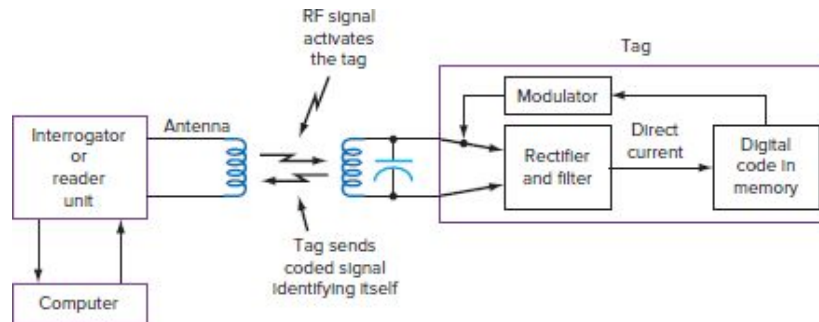 RF signal
activates
the tag
Tag
Modulator
Antenna
Interrogator
or
reader
unit
Rectifier
and filter
Direct
current
Digital
code in
memory
Tag sends
coded signal
identifying itself
Computer